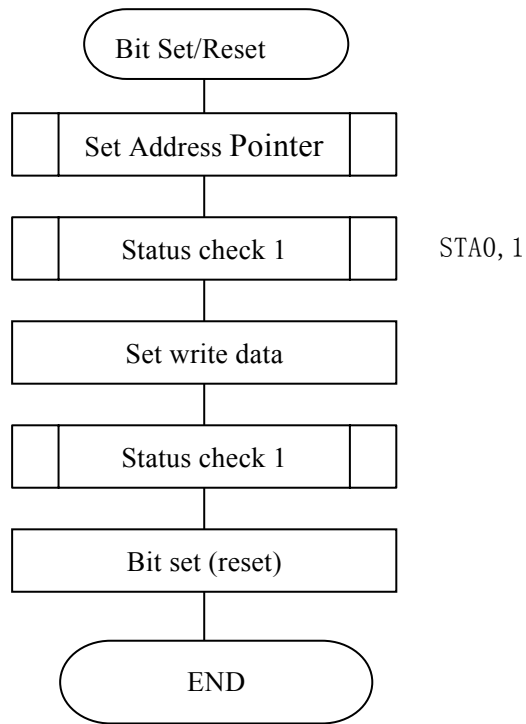 Bit Set/Reset
Set Address Pointer
Status check 1
STA0, 1
Set write data
Status check 1
Bit set (reset)
END